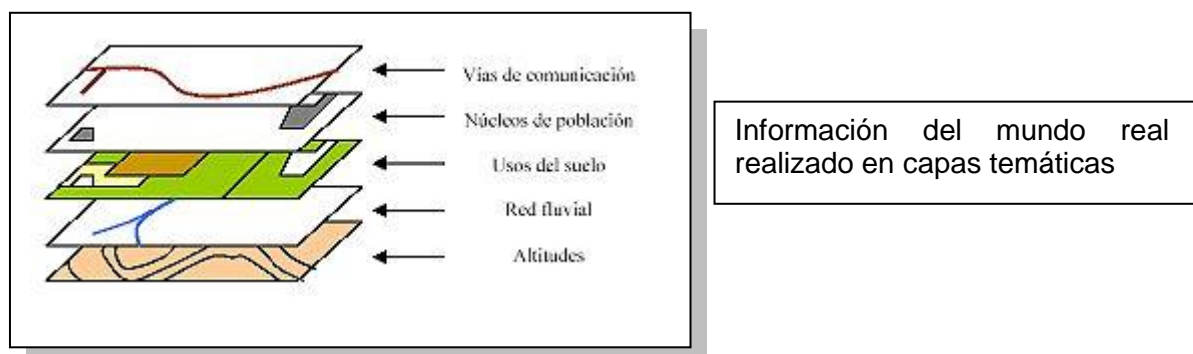 Vías de comunicación
Núcleos de población
Usos del suelo
Red fluvial
Altitudes
Información del mundo real
realizado en capas temáticas